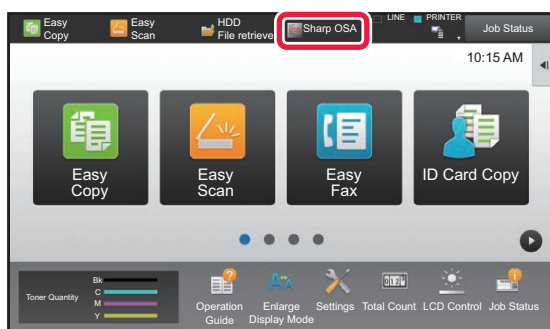 Easy Copy
Easy Scan
HDD File retrieve
Sharp OSA
LINE
PRINTER
Job Status
10:15 AM
Easy Copy
Easy Scan
Easy Fax
ID Card Copy
Toner Quantity
Bk
C
M
Y
Operation Guide
Enlarge Display Mode
Settings
Total Count
LCD Control
Job Status